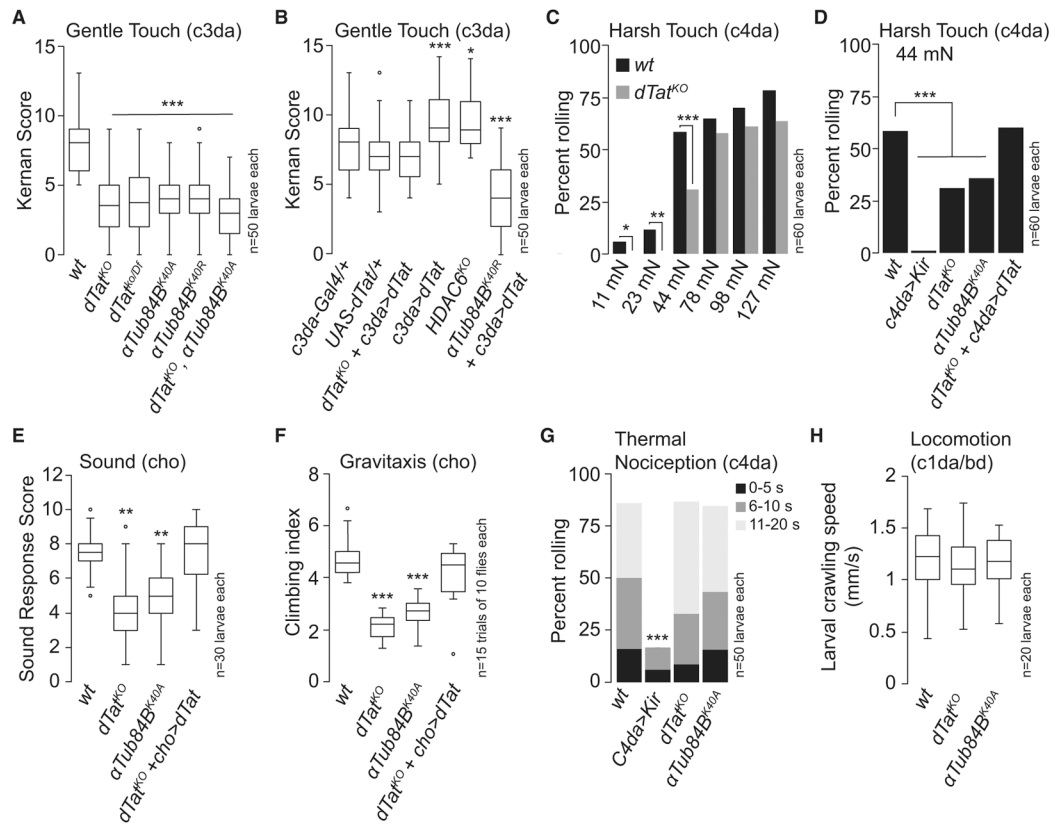 A
Gentle Touch (c3da)
Kernan Score
15
10
5
0
***
wt
dTat^KO
dTat^ko/Df
αTub84B^K40A
αTub84B^K40R
dTat^KO, αTub84B^K40A
n=50 larvae each
B
Gentle Touch (c3da)
Kernan Score
15
10
5
0
***
*
***
c3da-Gal4/+
UAS-dTat/+
dTat^KO + c3da>dTat
c3da>dTat
HDAC6^KO
αTub84B^K40R
+ c3da>dTat
n=50 larvae each
C
Harsh Touch (c4da)
Percent rolling
100
75
50
25
0
wt
dTat^KO
*
**
***
11 mN
23 mN
44 mN
78 mN
98 mN
127 mN
n=60 larvae each
D
Harsh Touch (c4da)
44 mN
Percent rolling
100
75
50
25
0
***
wt
c4da>Kir
dTat^KO
αTub84B^K40A
dTat^KO + c4da>dTat
n=60 larvae each
E
Sound (cho)
Sound Response Score
12
10
8
6
4
2
0
**
**
wt
dTat^KO
αTub84B^K40A
dTat^KO +cho>dTat
n=30 larvae each
F
Gravitaxis (cho)
Climbing index
8
6
4
2
0
***
***
wt
dTat^KO
αTub84B^K40A
dTat^KO + cho>dTat
n=15 trials of 10 flies each
G
Thermal
Nociception (c4da)
Percent rolling
100
75
50
25
0
0-5 s
6-10 s
11-20 s
***
wt
C4da>Kir
dTat^KO
αTub84B^K40A
n=50 larvae each
H
Locomotion
(c1da/bd)
Larval crawling speed
(mm/s)
2
1.5
1
0.5
0
wt
dTat^KO
αTub84B^K40A
n=20 larvae each